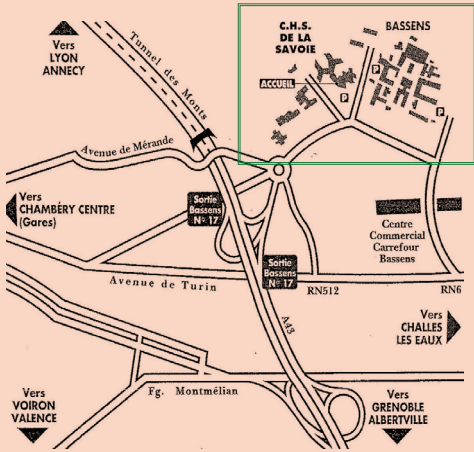 Vers
LYON
ANNECY
Tunnel des Monts
C.H.S.
DE LA
SAVOIE
BASSENS
ACCUEIL
P
P
P
Avenue de Mérande
Vers
CHAMBÉRY CENTRE
(Gares)
Sortie
Bassens
N° 17
Centre
Commercial
Carrefour
Bassens
Sortie
Bassens
N° 17
Avenue de Turin
RN512
RN6
A43
Vers
CHALLES
LES EAUX
Vers
VOIRON
VALENCE
Fg. Montmélian
Vers
GRENOBLE
ALBERTVILLE